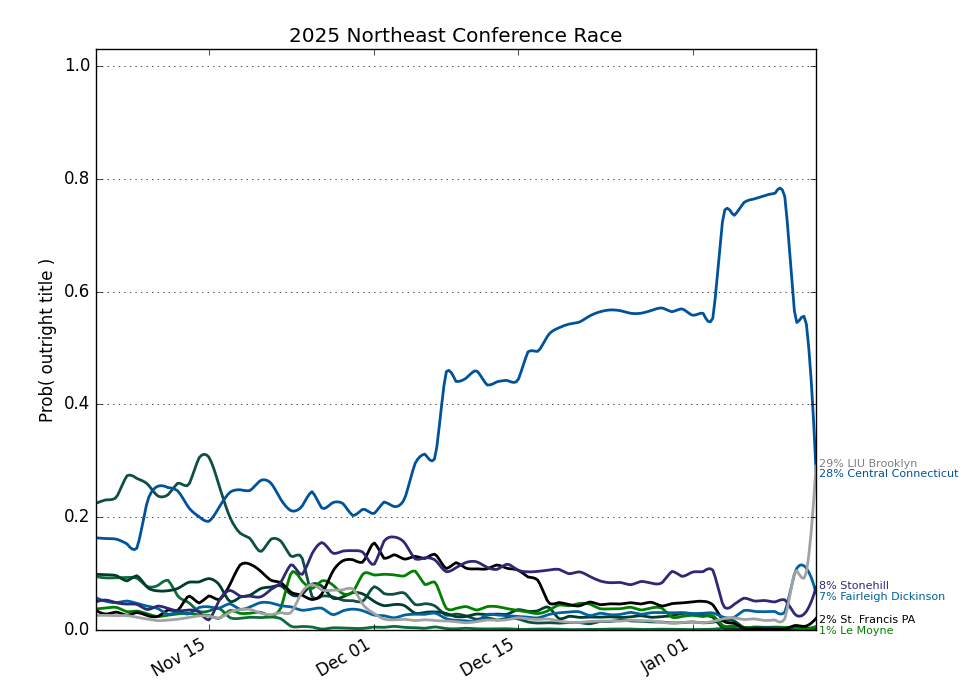 2025 Northeast Conference Race
Prob( outright title )
1.0
0.8
0.6
0.4
0.2
0.0
29% LIU Brooklyn
28% Central Connecticut
8% Stonehill
7% Fairleigh Dickinson
2% St. Francis PA
1% Le Moyne
Nov 15
Dec 01
Dec 15
Jan 01